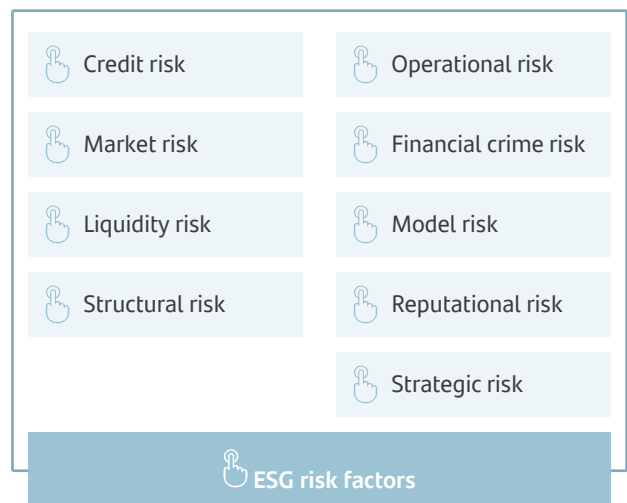 Credit risk
Market risk
Liquidity risk
Structural risk
Operational risk
Financial crime risk
Model risk
Reputational risk
Strategic risk
ESG risk factors